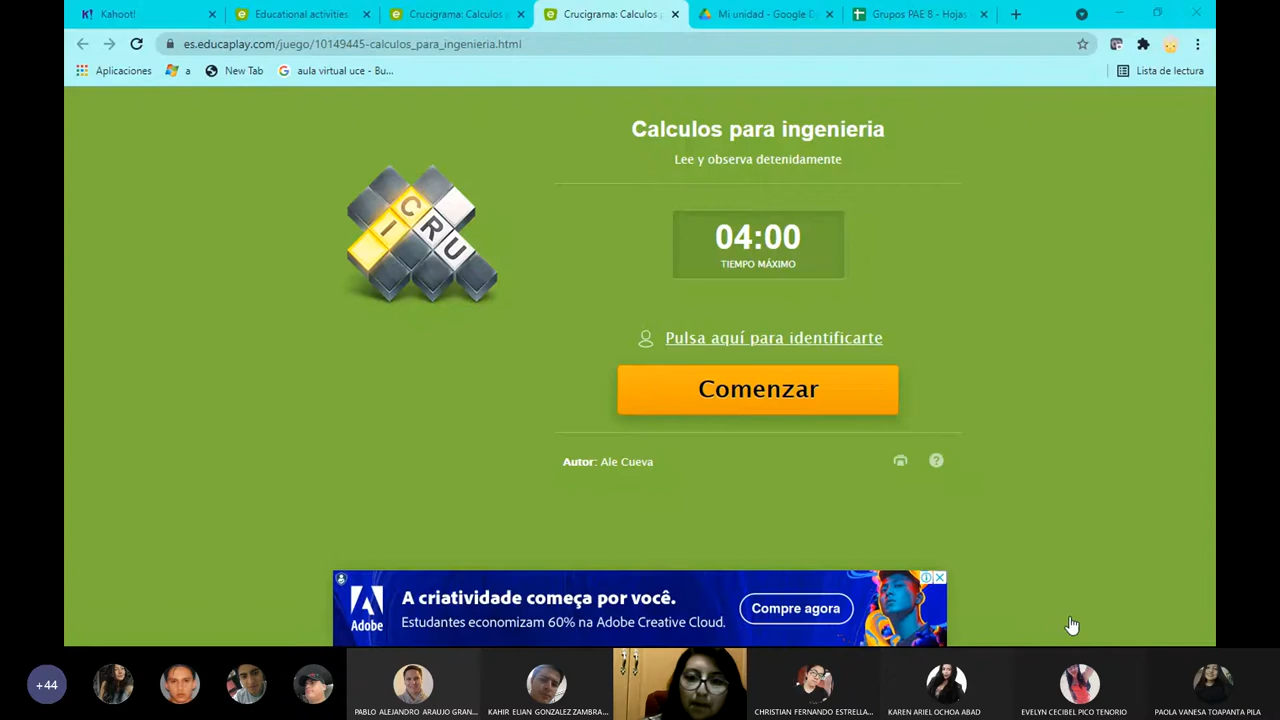 Kahoot!
Educational activities
Crucigrama: Calculos
Crucigrama: Calculos
Mi unidad - Google D
Grupos PAE 8 - Hojas
es.educaplay.com/juego/10149445-calculos_para_ingenieria.html
Aplicaciones
a
New Tab
aula virtual uce - Bu...
Lista de lectura
Calculos para ingenieria
Lee y observa detenidamente
CRU
I
04:00
TIEMPO MÁXIMO
Pulsa aquí para identificarte
Comenzar
Autor: Ale Cueva
Adobe
A criatividade começa por você.
Estudantes economizam 60% na Adobe Creative Cloud.
Compre agora
+44
PABLO ALEJANDRO ARAUJO GRAN...
KAHIR ELIAN GONZALEZ ZAMBRA...
CHRISTIAN FERNANDO ESTRELLA...
KAREN ARIEL OCHOA ABAD
EVELYN CECIBEL PICO TENORIO
PAOLA VANESA TOAPANTA PILA